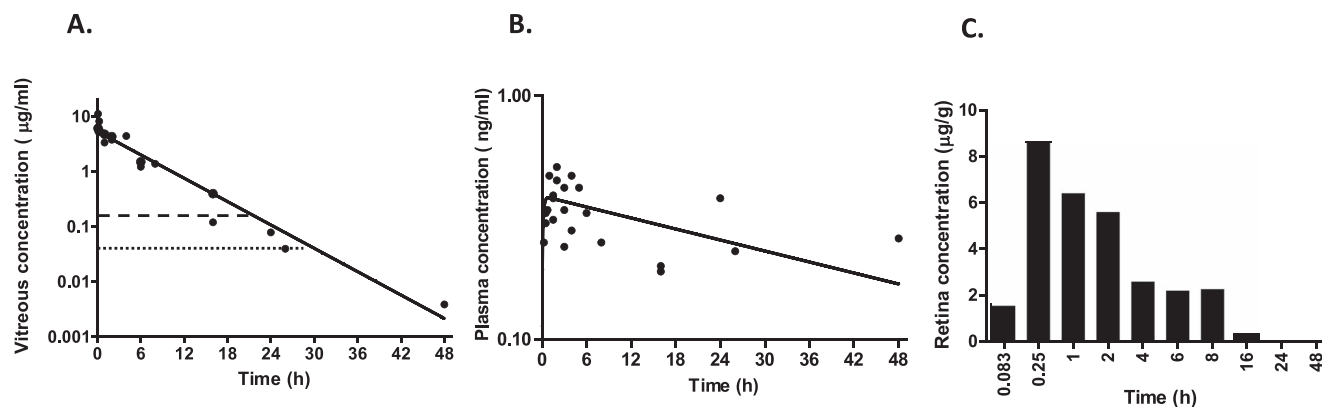 A.
Vitreous concentration ( μg/ml)
10
1
0.1
0.01
0.001
0 6 12 18 24 30 36 42 48
Time (h)
B.
Plasma concentration ( ng/ml)
1.00
0.10
0 6 12 18 24 30 36 42 48
Time (h)
C.
Retina concentration (μg/g)
10
8
6
4
2
0
0.083 0.25 1 2 4 6 8 16 24 48
Time (h)